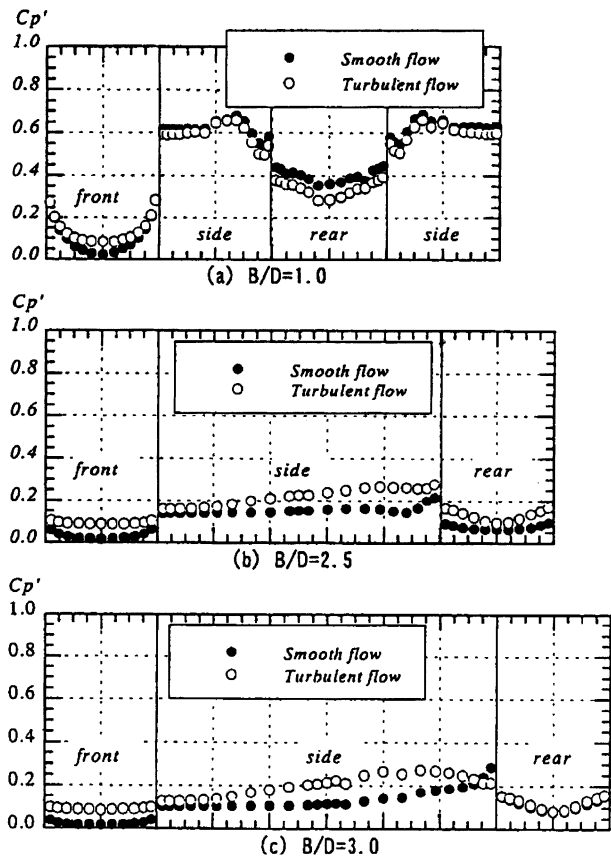 Cp'
1.0
0.8
0.6
0.4
0.2
0.0
Smooth flow
Turbulent flow
front
side
rear
side
(a) B/D=1.0
Cp'
1.0
0.8
0.6
0.4
0.2
0.0
Smooth flow
Turbulent flow
front
side
rear
(b) B/D=2.5
Cp'
1.0
0.8
0.6
0.4
0.2
0.0
Smooth flow
Turbulent flow
front
side
rear
(c) B/D=3.0